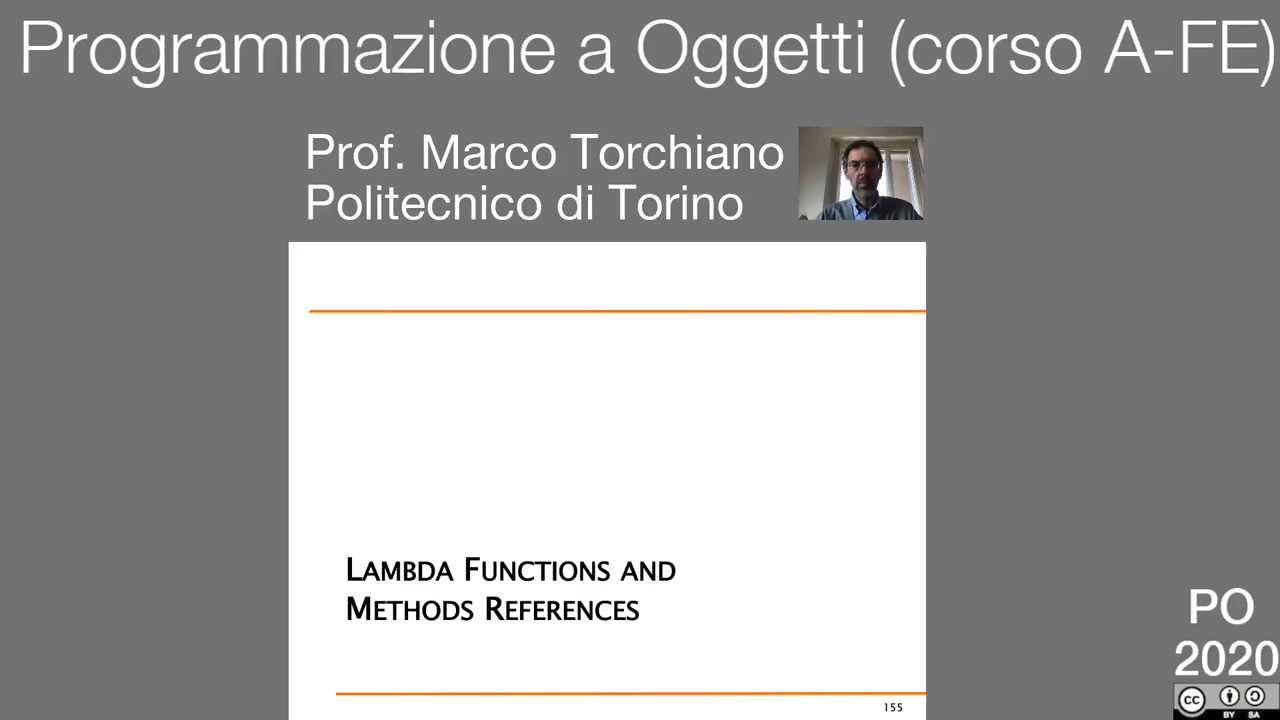 Programmazione a Oggetti (corso A-FE)
Prof. Marco Torchiano
Politecnico di Torino
LAMBDA FUNCTIONS AND
METHODS REFERENCES
155
PO
2020
cc
BY SA